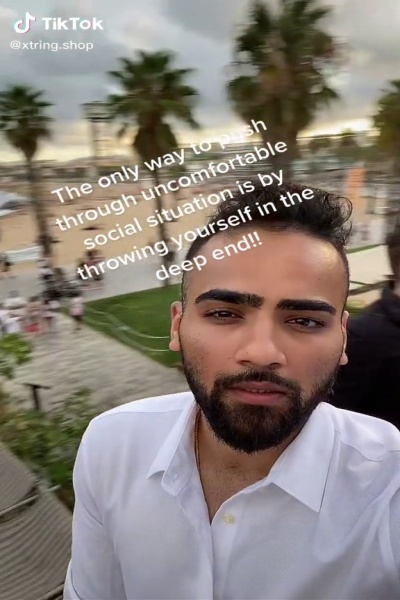 TikTok
@xtring.shop
The only way to push
through uncomfortable
social situation is by
throwing yourself in the
deep end!!